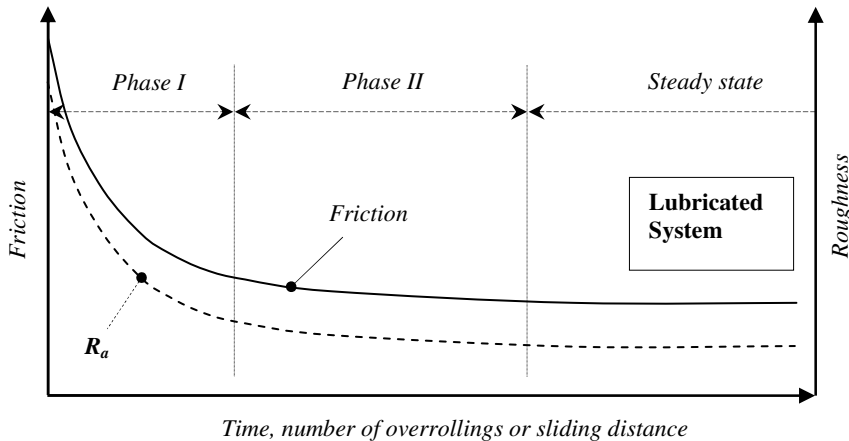 Phase I
Phase II
Steady state
Friction
Roughness
Friction
Lubricated
System
Ra
Time, number of overrollings or sliding distance